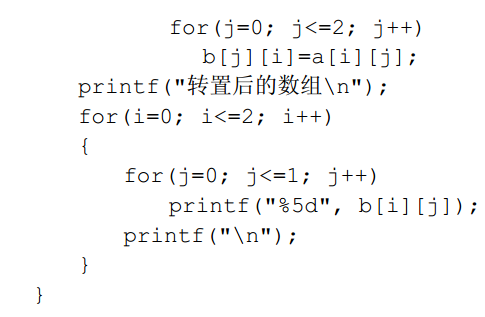 for(j=0; j<=2; j++)
b[j][i]=a[i][j];
printf("转置后的数组\n");
for(i=0; i<=2; i++)
{
for(j=0; j<=1; j++)
printf("%5d", b[i][j]);
printf("\n");
}
}